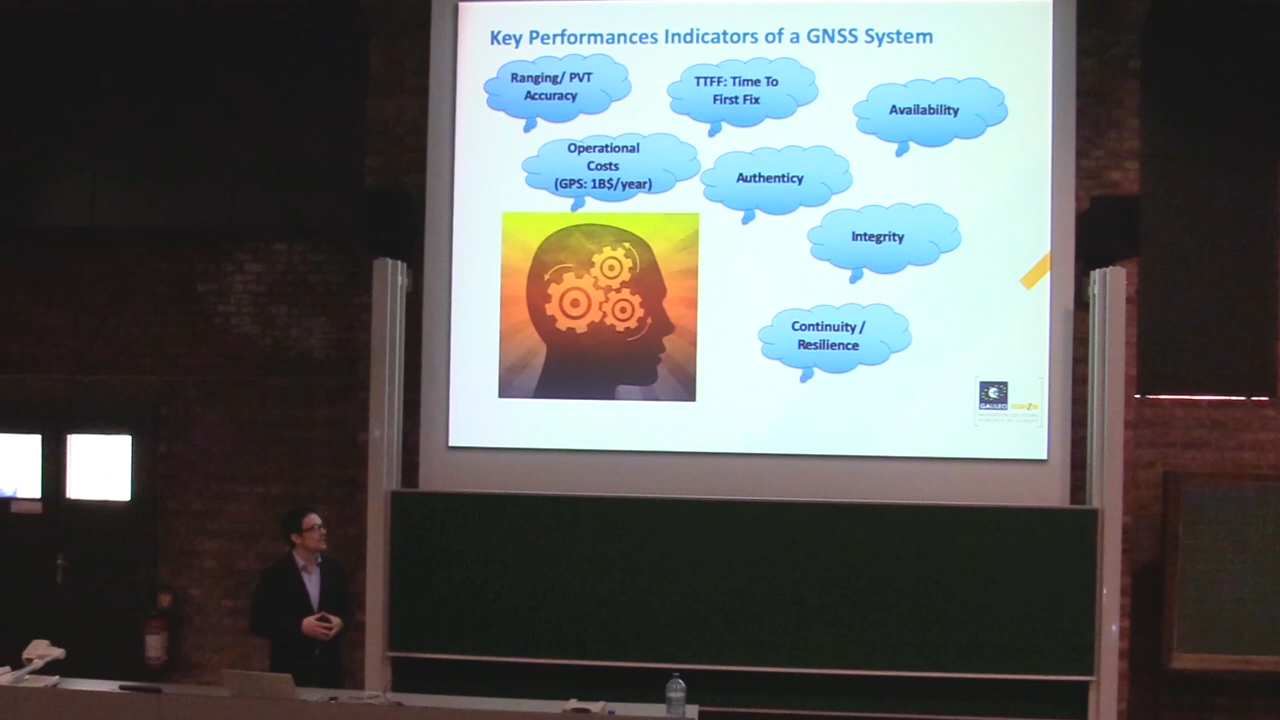 Key Performances Indicators of a GNSS System
Ranging/ PVT
Accuracy
TTFF: Time To
First Fix
Availability
Operational
Costs
(GPS: 1B$/year)
Authenticy
Integrity
Continuity /
Resilience
GALILEO